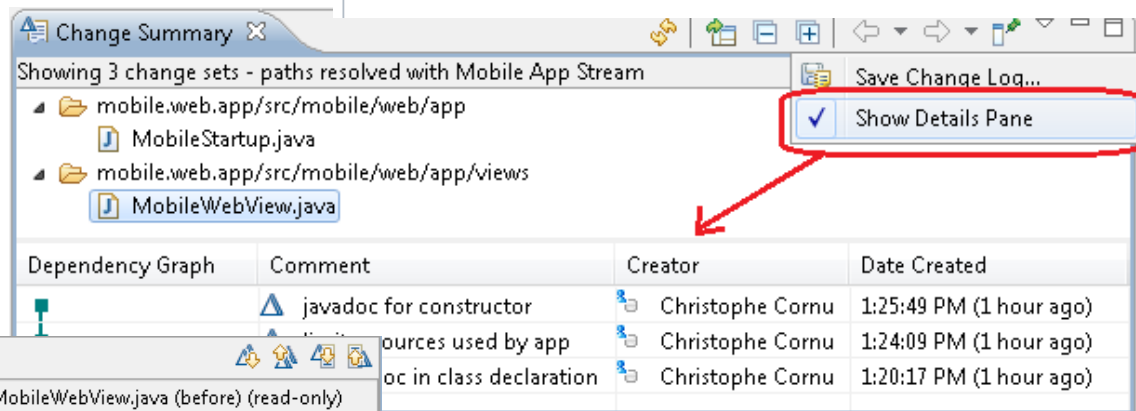 Change Summary
Showing 3 change sets - paths resolved with Mobile App Stream
Save Change Log...
Show Details Pane
mobile.web.app/src/mobile/web/app
MobileStartup.java
mobile.web.app/src/mobile/web/app/views
MobileWebView.java
Dependency Graph Comment Creator Date Created
javadoc for constructor Christophe Cornu 1:25:49 PM (1 hour ago)
ources used by app Christophe Cornu 1:24:09 PM (1 hour ago)
oc in class declaration Christophe Cornu 1:20:17 PM (1 hour ago)
MobileWebView.java (before) (read-only)